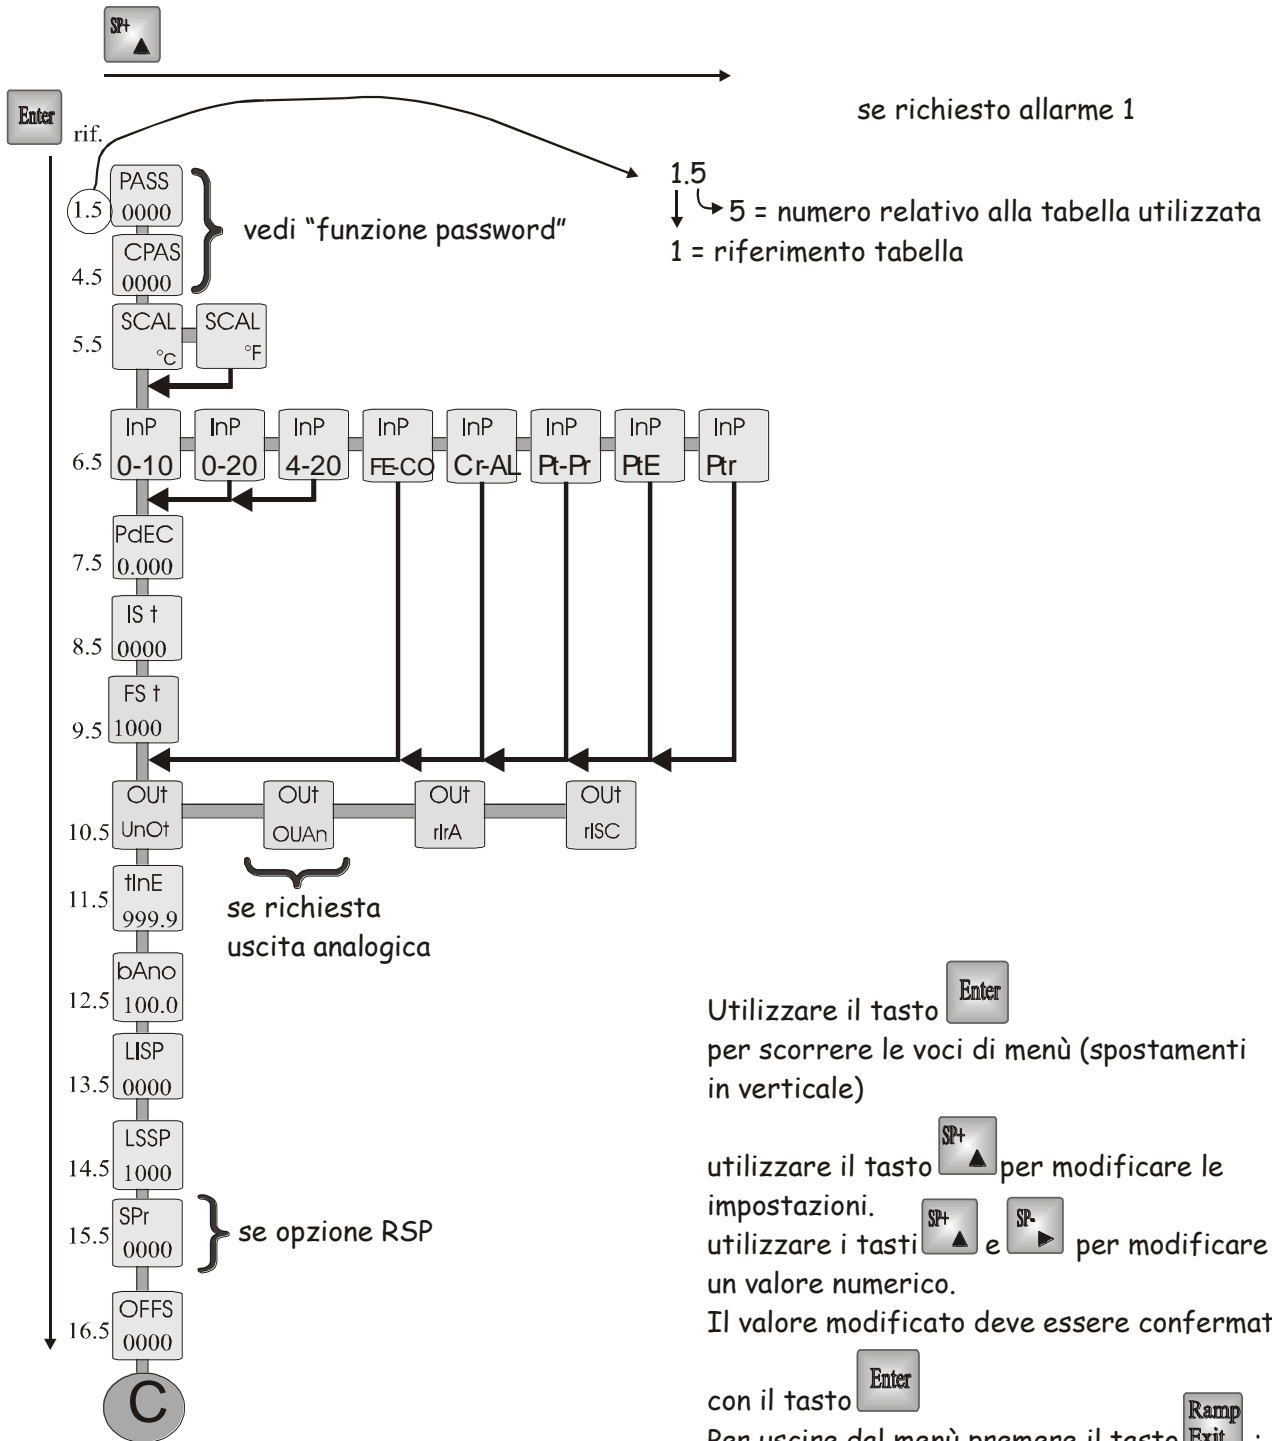 SP+
se richiesto allarme 1
Enter
rif.
1.5
PASS
0000
vedi “funzione password”
1.5
5 = numero relativo alla tabella utilizzata
1 = riferimento tabella
4.5
CPAS
0000
5.5
SCAL
°c
SCAL
°F
6.5
InP
0-10
InP
0-20
InP
4-20
InP
FE-CO
InP
Cr-AL
InP
Pt-Pr
InP
PtE
InP
Ptr
7.5
PdEC
0.000
8.5
IS t
0000
9.5
FS t
1000
10.5
OUt
UnOt
OUt
OUAn
OUt
rIrA
OUt
rISC
se richiesta
uscita analogica
11.5
tInE
999.9
12.5
bAno
100.0
13.5
LISP
0000
14.5
LSSP
1000
15.5
SPr
0000
se opzione RSP
16.5
OFFS
0000
C
Utilizzare il tasto Enter
per scorrere le voci di menù (spostamenti
in verticale)
utilizzare il tasto SP+ per modificare le
impostazioni.
utilizzare i tasti SP+ e SP- per modificare
un valore numerico.
Il valore modificato deve essere confermat
con il tasto Enter
Per uscire dal menù premere il tasto Ramp Exit :